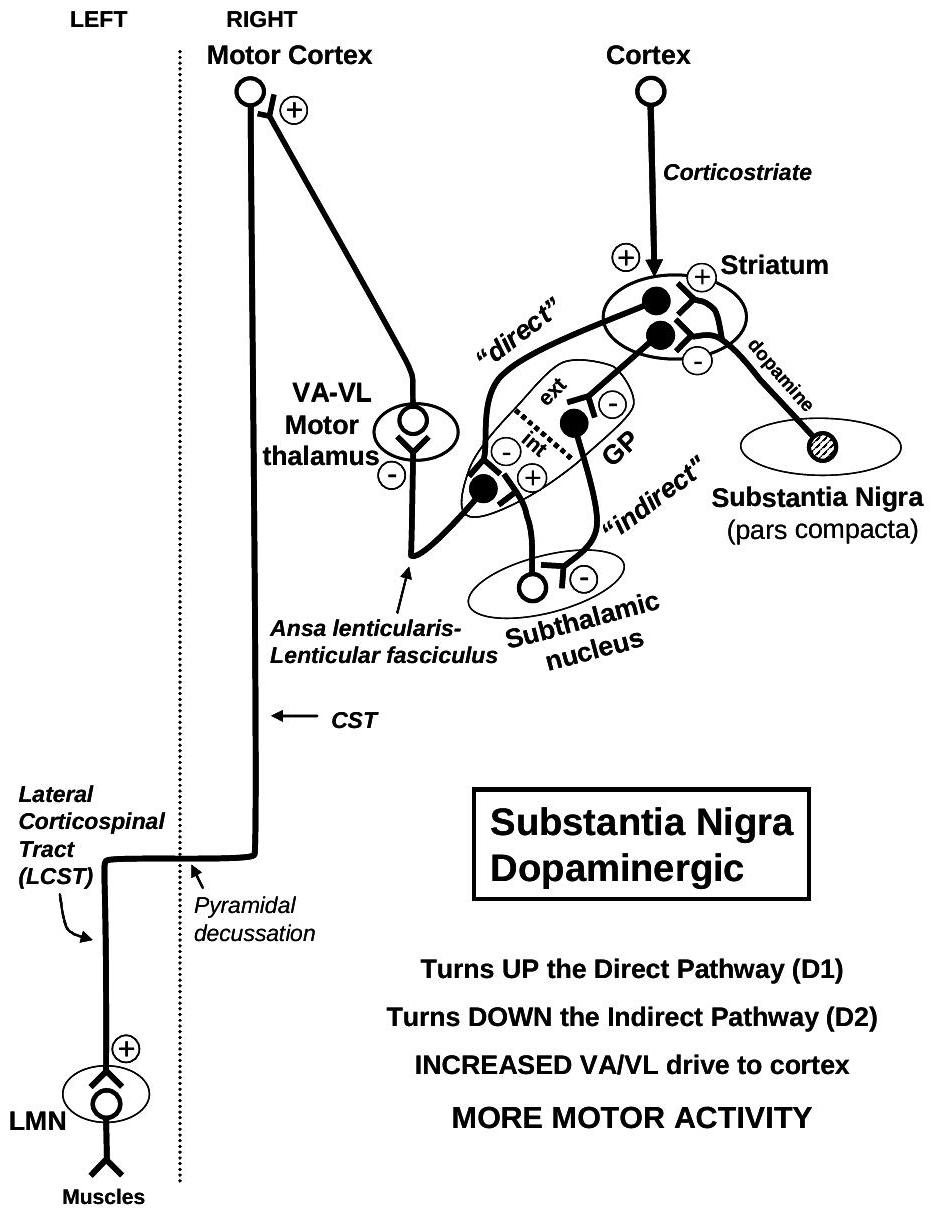 LEFT
RIGHT
Motor Cortex
Cortex
+
Corticostriate
+
+
Striatum
"direct"
dopamine
-
VA-VL
Motor
thalamus
-
ext
-
int
-
+
GP
Substantia Nigra
(pars compacta)
"indirect"
-
Subthalamic
nucleus
Ansa lenticularis-
Lenticular fasciculus
CST
Lateral
Corticospinal
Tract
(LCST)
Pyramidal
decussation
Substantia Nigra
Dopaminergic
Turns UP the Direct Pathway (D1)
Turns DOWN the Indirect Pathway (D2)
INCREASED VA/VL drive to cortex
MORE MOTOR ACTIVITY
+
LMN
Muscles